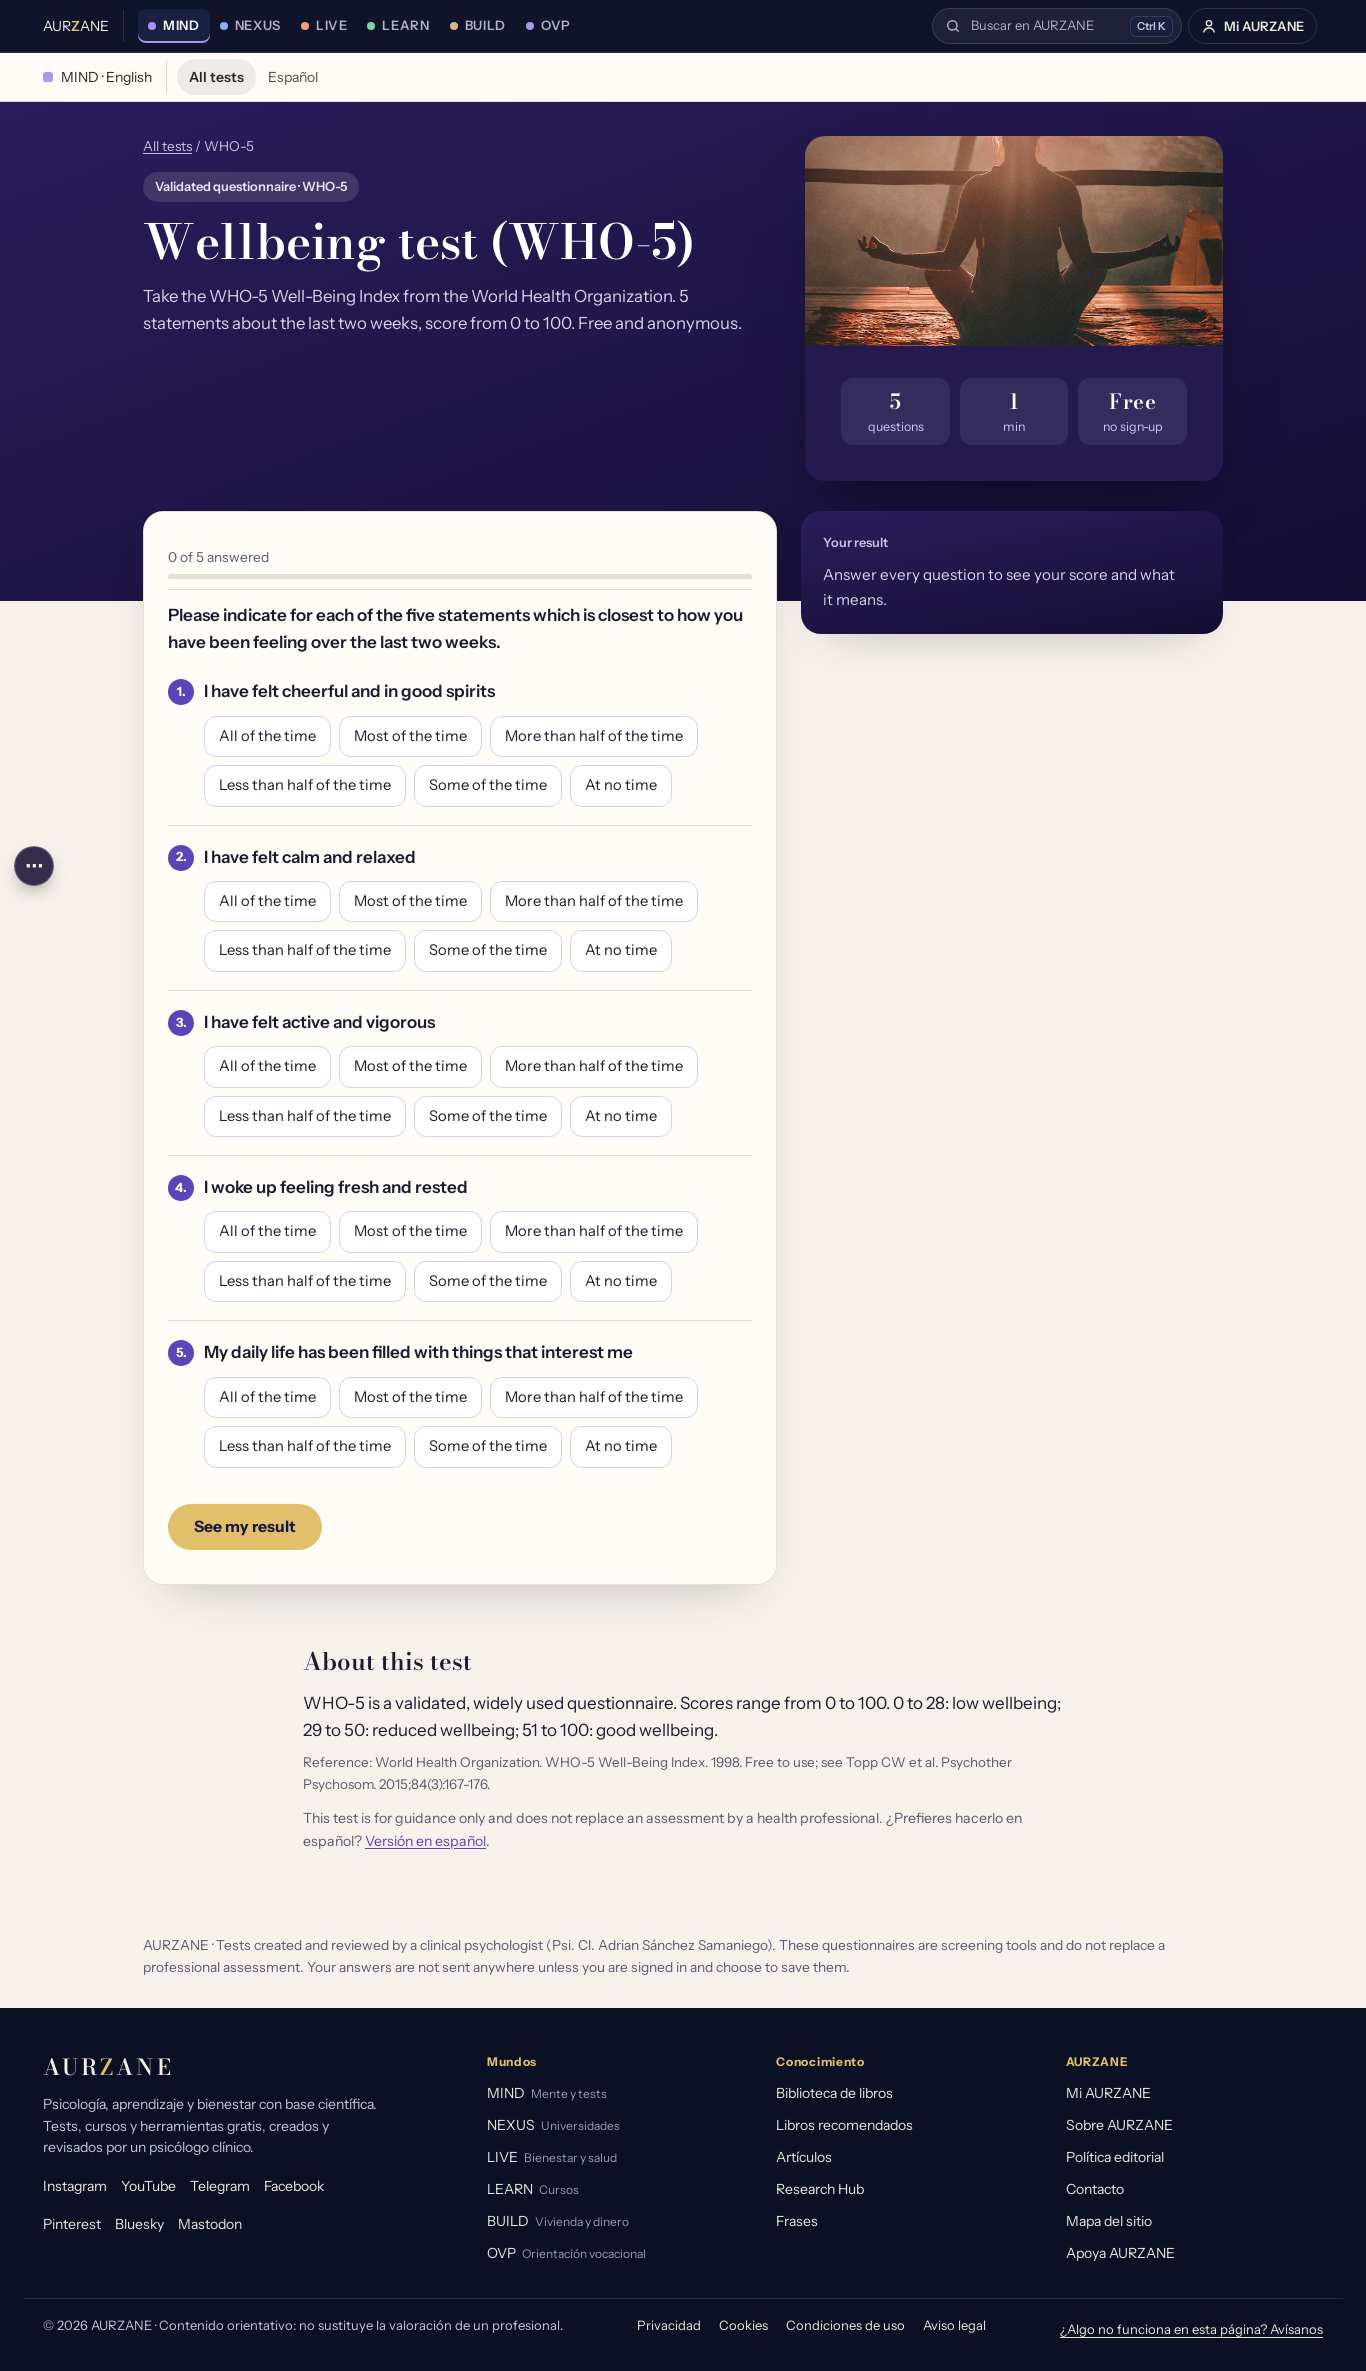 AURZANE
MIND
NEXUS
LIVE
LEARN
BUILD
OVP
Buscar en AURZANE
Ctrl K
Mi AURZANE
MIND · English
All tests
Español
All tests / WHO-5
Validated questionnaire · WHO-5
Wellbeing test (WHO-5)
Take the WHO-5 Well-Being Index from the World Health Organization. 5
statements about the last two weeks, score from 0 to 100. Free and anonymous.
5
questions
1
min
Free
no sign-up
0 of 5 answered
Please indicate for each of the five statements which is closest to how you
have been feeling over the last two weeks.
Your result
Answer every question to see your score and what
it means.
1. I have felt cheerful and in good spirits
All of the time
Most of the time
More than half of the time
Less than half of the time
Some of the time
At no time
2. I have felt calm and relaxed
All of the time
Most of the time
More than half of the time
Less than half of the time
Some of the time
At no time
3. I have felt active and vigorous
All of the time
Most of the time
More than half of the time
Less than half of the time
Some of the time
At no time
4. I woke up feeling fresh and rested
All of the time
Most of the time
More than half of the time
Less than half of the time
Some of the time
At no time
5. My daily life has been filled with things that interest me
All of the time
Most of the time
More than half of the time
Less than half of the time
Some of the time
At no time
See my result
About this test
WHO-5 is a validated, widely used questionnaire. Scores range from 0 to 100. 0 to 28: low wellbeing;
29 to 50: reduced wellbeing; 51 to 100: good wellbeing.
Reference: World Health Organization. WHO-5 Well-Being Index. 1998. Free to use; see Topp CW et al. Psychother
Psychosom. 2015;84(3):167-176.
This test is for guidance only and does not replace an assessment by a health professional. ¿Prefieres hacerlo en
español? Versión en español.
AURZANE · Tests created and reviewed by a clinical psychologist (Psi. Cl. Adrian Sánchez Samaniego). These questionnaires are screening tools and do not replace a
professional assessment. Your answers are not sent anywhere unless you are signed in and choose to save them.
AURZANE
Psicología, aprendizaje y bienestar con base científica.
Tests, cursos y herramientas gratis, creados y
revisados por un psicólogo clínico.
Instagram YouTube Telegram Facebook
Pinterest Bluesky Mastodon
Mundos
MIND Mente y tests
NEXUS Universidades
LIVE Bienestar y salud
LEARN Cursos
BUILD Vivienda y dinero
OVP Orientación vocacional
Conocimiento
Biblioteca de libros
Libros recomendados
Artículos
Research Hub
Frases
AURZANE
Mi AURZANE
Sobre AURZANE
Política editorial
Contacto
Mapa del sitio
Apoya AURZANE
© 2026 AURZANE · Contenido orientativo: no sustituye la valoración de un profesional.
Privacidad Cookies Condiciones de uso Aviso legal
¿Algo no funciona en esta página? Avísanos